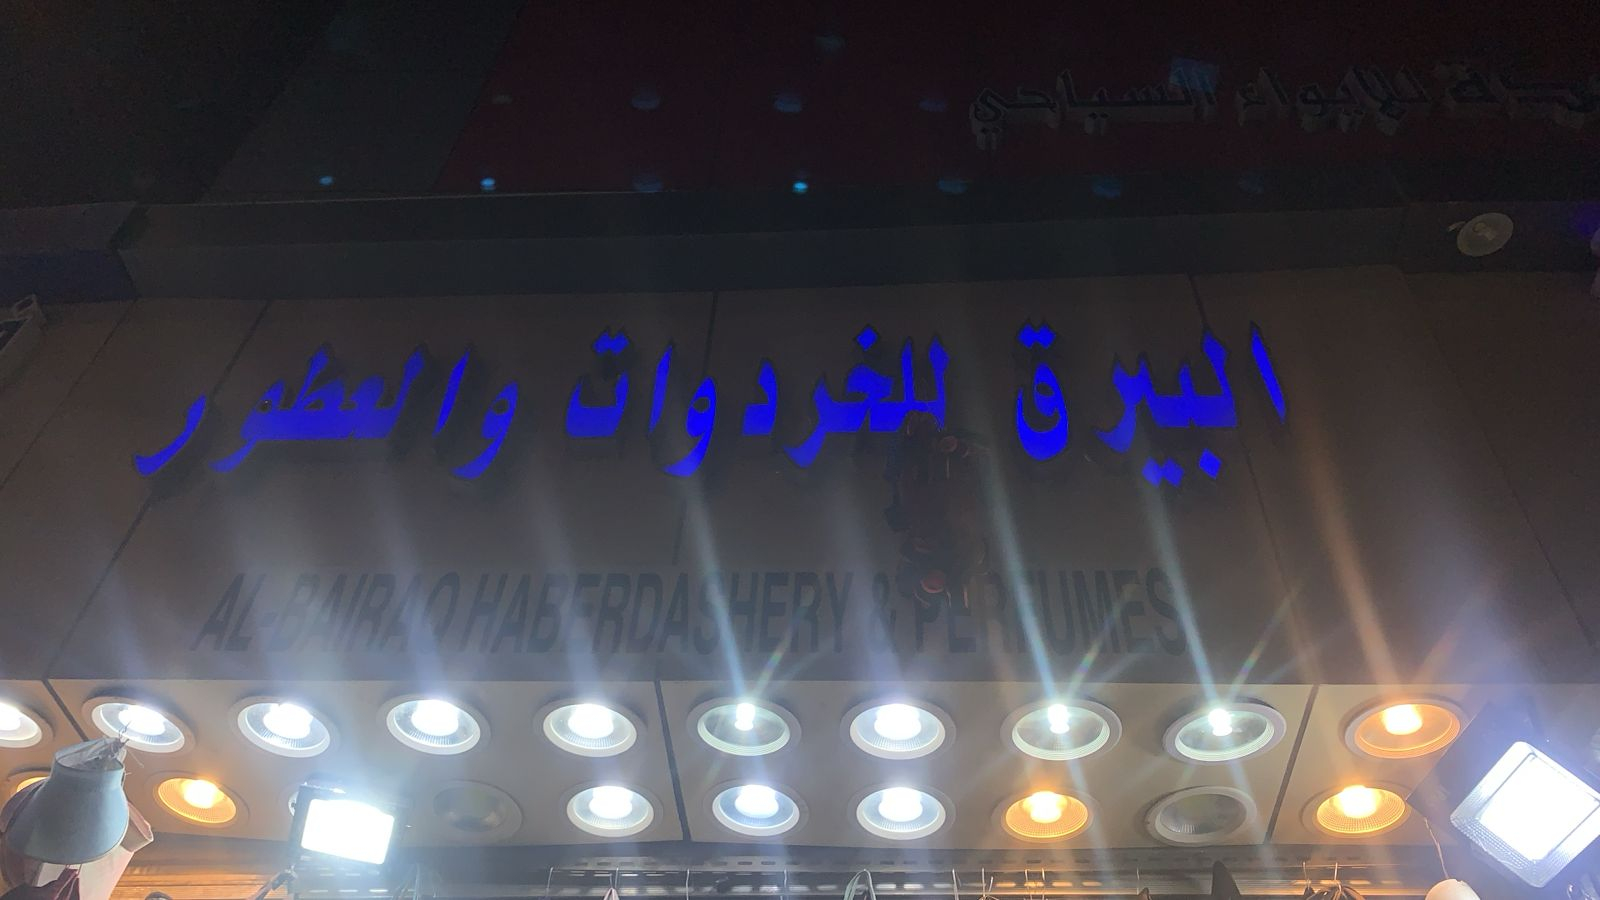 للإيواء السياحي
البيرق للخردوات والعطور
AL-BAIRAQ HABERDASHERY & PERFUMES